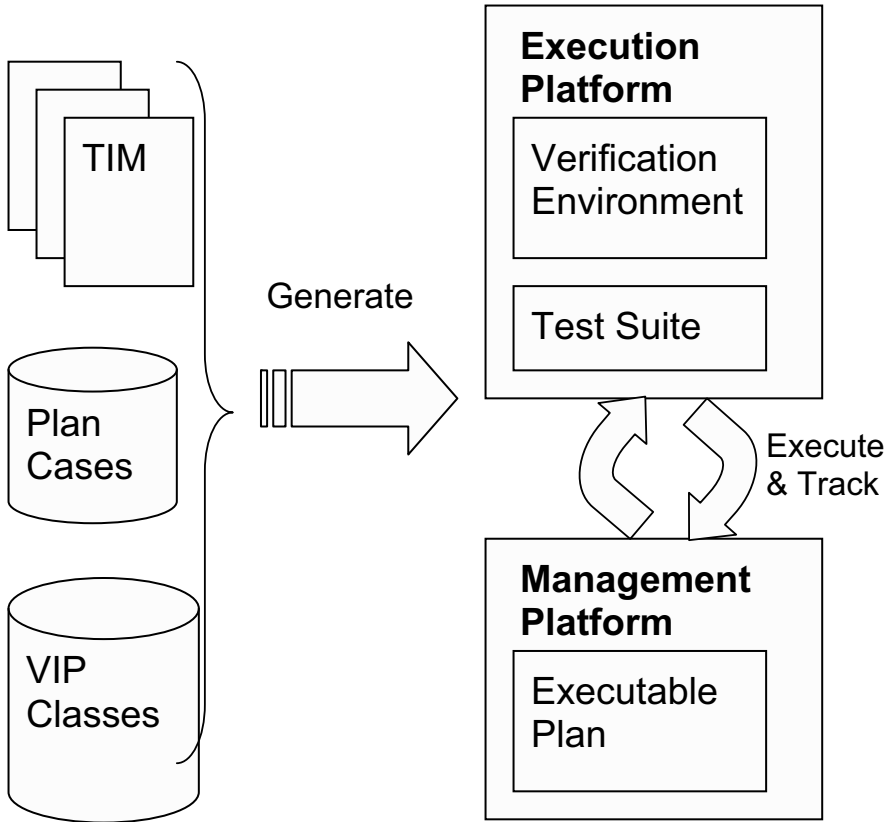 TIM
Plan
Cases
VIP
Classes
Generate
Execution
Platform
Verification
Environment
Test Suite
Execute
& Track
Management
Platform
Executable
Plan